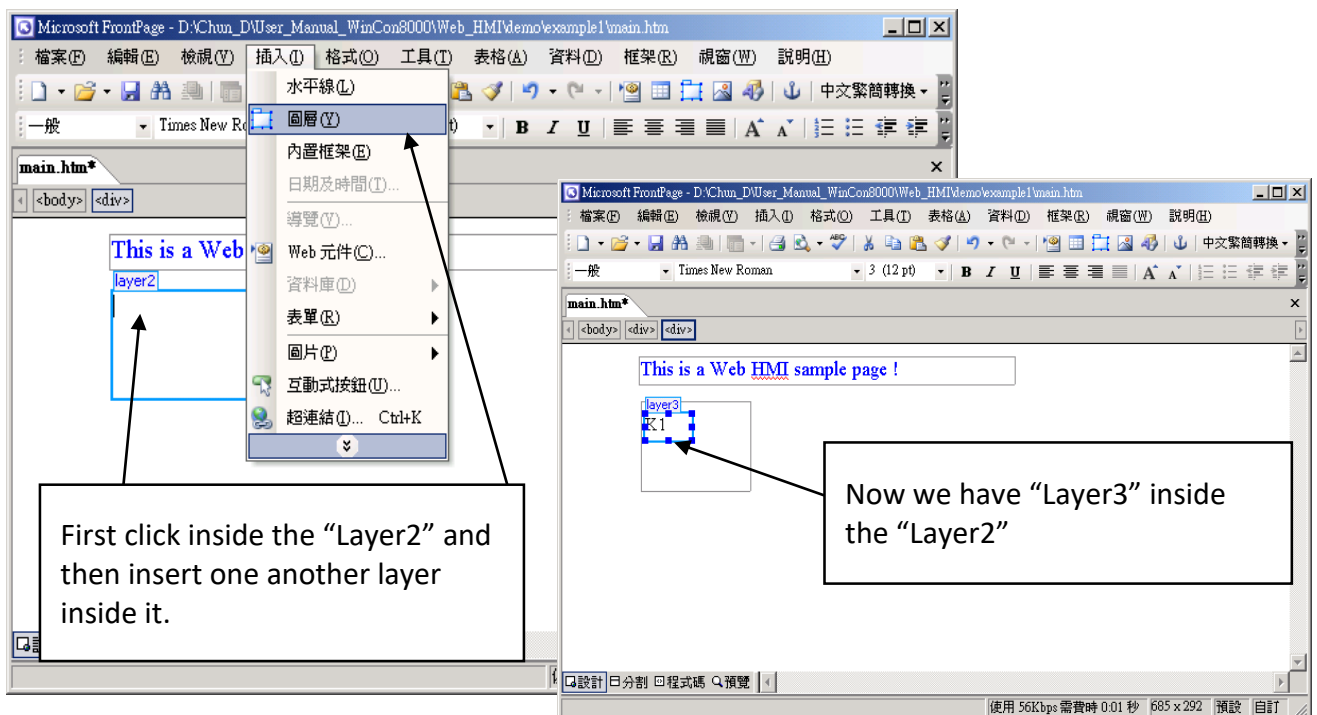 Microsoft FrontPage - D:\Chun_D\User_Manual_WinCon8000\Web_HMI\demo\example1\main.htm
檔案(F) 編輯(E) 檢視(V) 插入(I) 格式(O) 工具(T) 表格(A) 資料(D) 框架(R) 視窗(W) 說明(H)
中文繁簡轉換
一般 Times New Ro
B I U A A
main.htm*
<body> <div>
This is a Web
layer2
水平線(L)
圖層(Y)
內置框架(E)
日期及時間(T)...
導覽(V)...
Web 元件(C)...
資料庫(D)
表單(R)
圖片(P)
互動式按鈕(U)...
超連結(I)... Ctrl+K
First click inside the “Layer2” and
then insert one another layer
inside it.
Microsoft FrontPage - D:\Chun_D\User_Manual_WinCon8000\Web_HMI\demo\example1\main.htm
檔案(F) 編輯(E) 檢視(V) 插入(I) 格式(O) 工具(T) 表格(A) 資料(D) 框架(R) 視窗(W) 說明(H)
中文繁簡轉換
一般 Times New Roman 3 (12 pt) B I U A A
main.htm*
<body> <div> <div>
This is a Web HMI sample page !
layer3
K1
Now we have “Layer3” inside
the “Layer2”
設計 分割 程式碼 預覽
使用 56Kbps 需費時 0:01 秒 685 x 292 預設 自訂